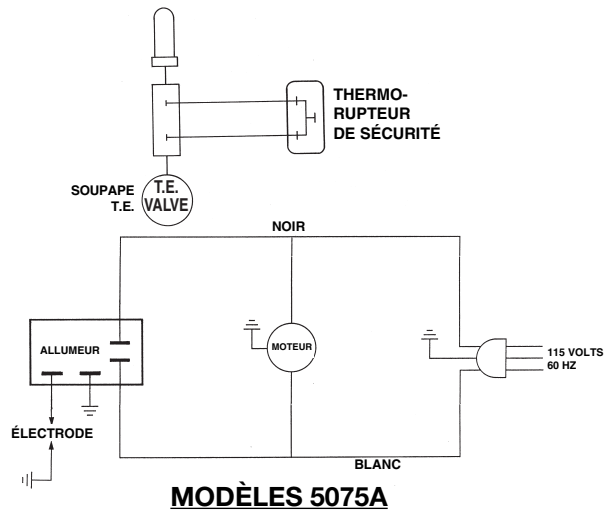 THERMO-
RUPTEUR
DE SÉCURITÉ
SOUPAPE
T.E.
T.E.
VALVE
NOIR
ALLUMEUR
MOTEUR
115 VOLTS
60 HZ
ÉLECTRODE
BLANC
MODÈLES 5075A